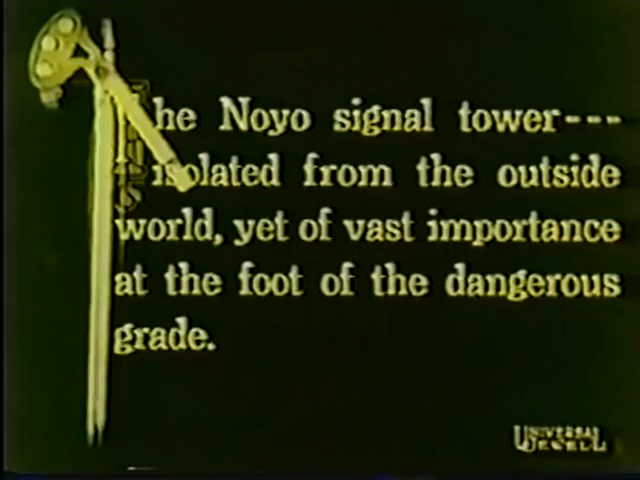 The Noyo signal tower---
isolated from the outside
world, yet of vast importance
at the foot of the dangerous
grade.
UNIVERSAL
JEWEL